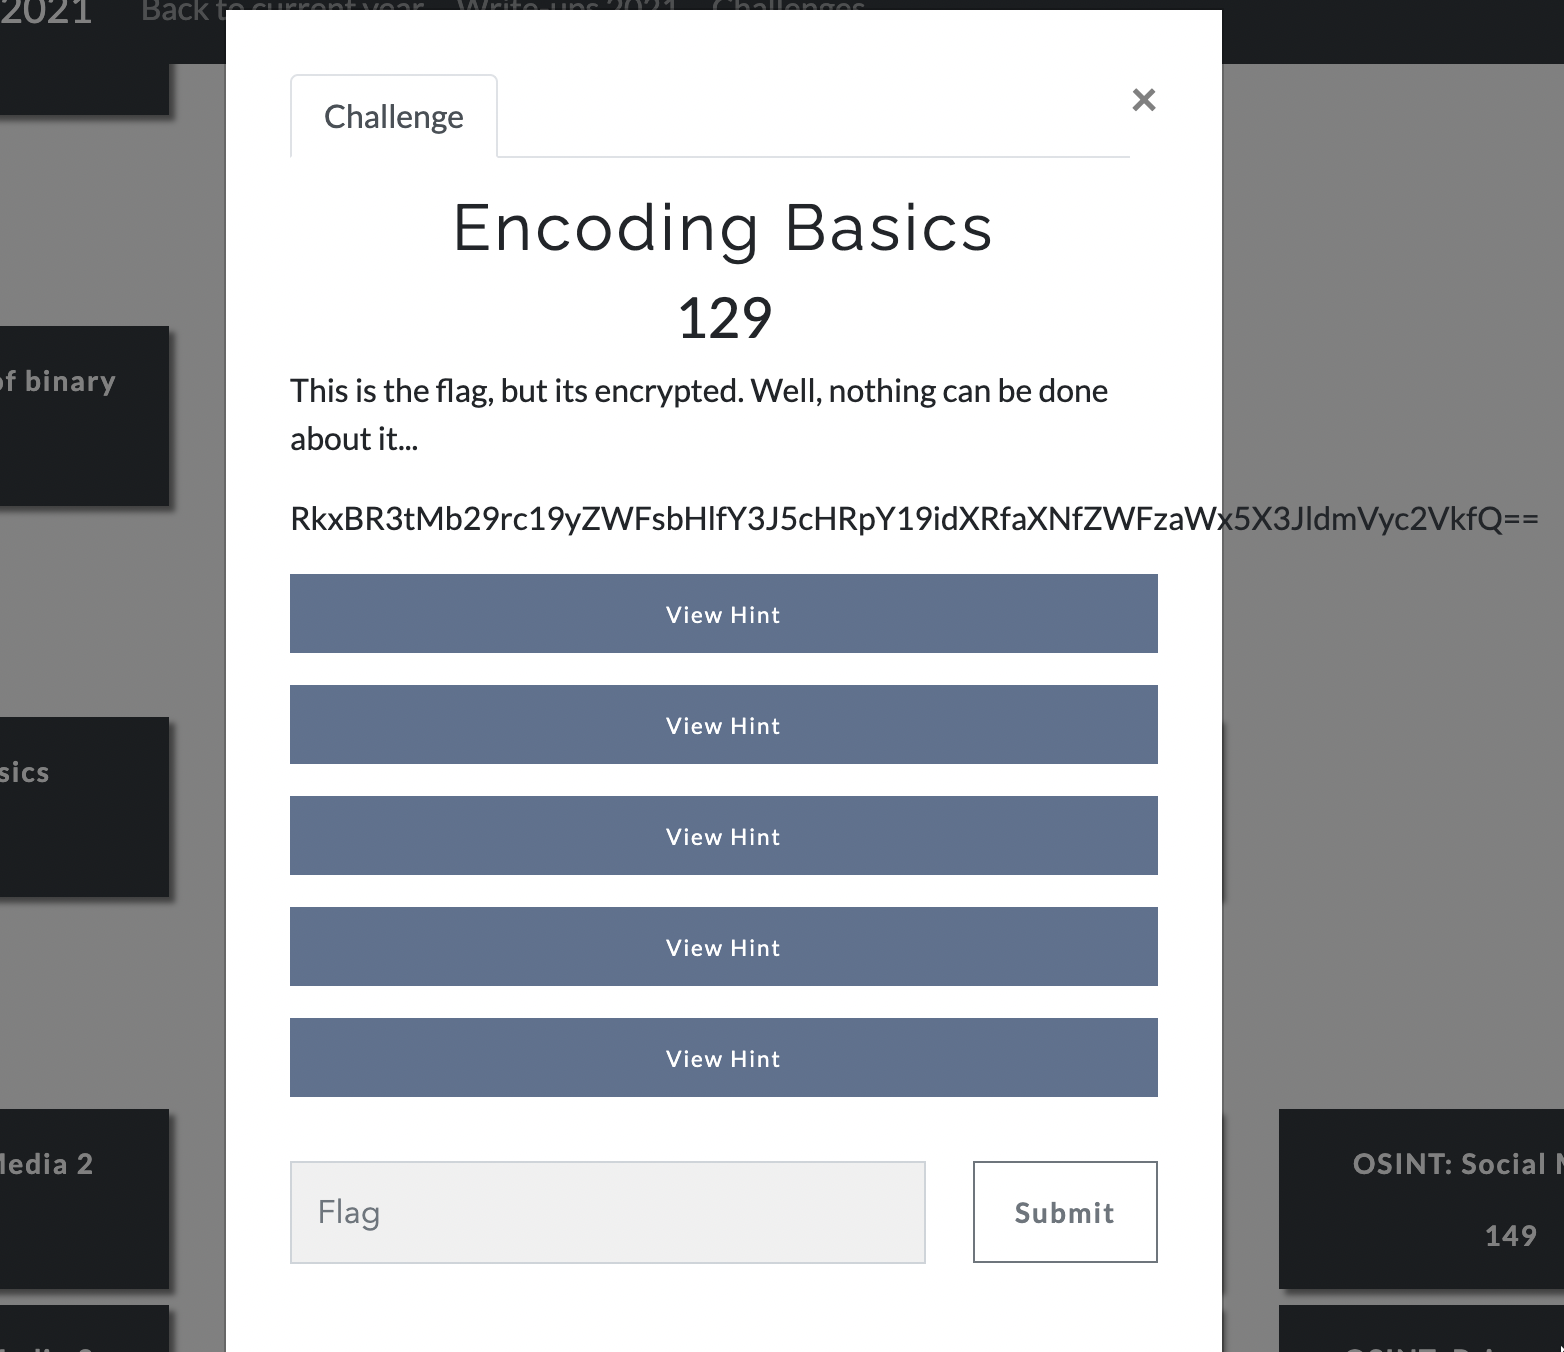 2021 Back to current year Write-ups 2021 Challenges
Challenge
×
Encoding Basics
129
This is the flag, but its encrypted. Well, nothing can be done
about it...
RkxBR3tMb29rc19yZWFsbHlfY3J5cHRpY19idXRfaXNfZWFzaWx5X3JldmVyc2VkfQ==
View Hint
View Hint
View Hint
View Hint
View Hint
Flag
Submit
of binary
sics
Media 2
OSINT: Social
149